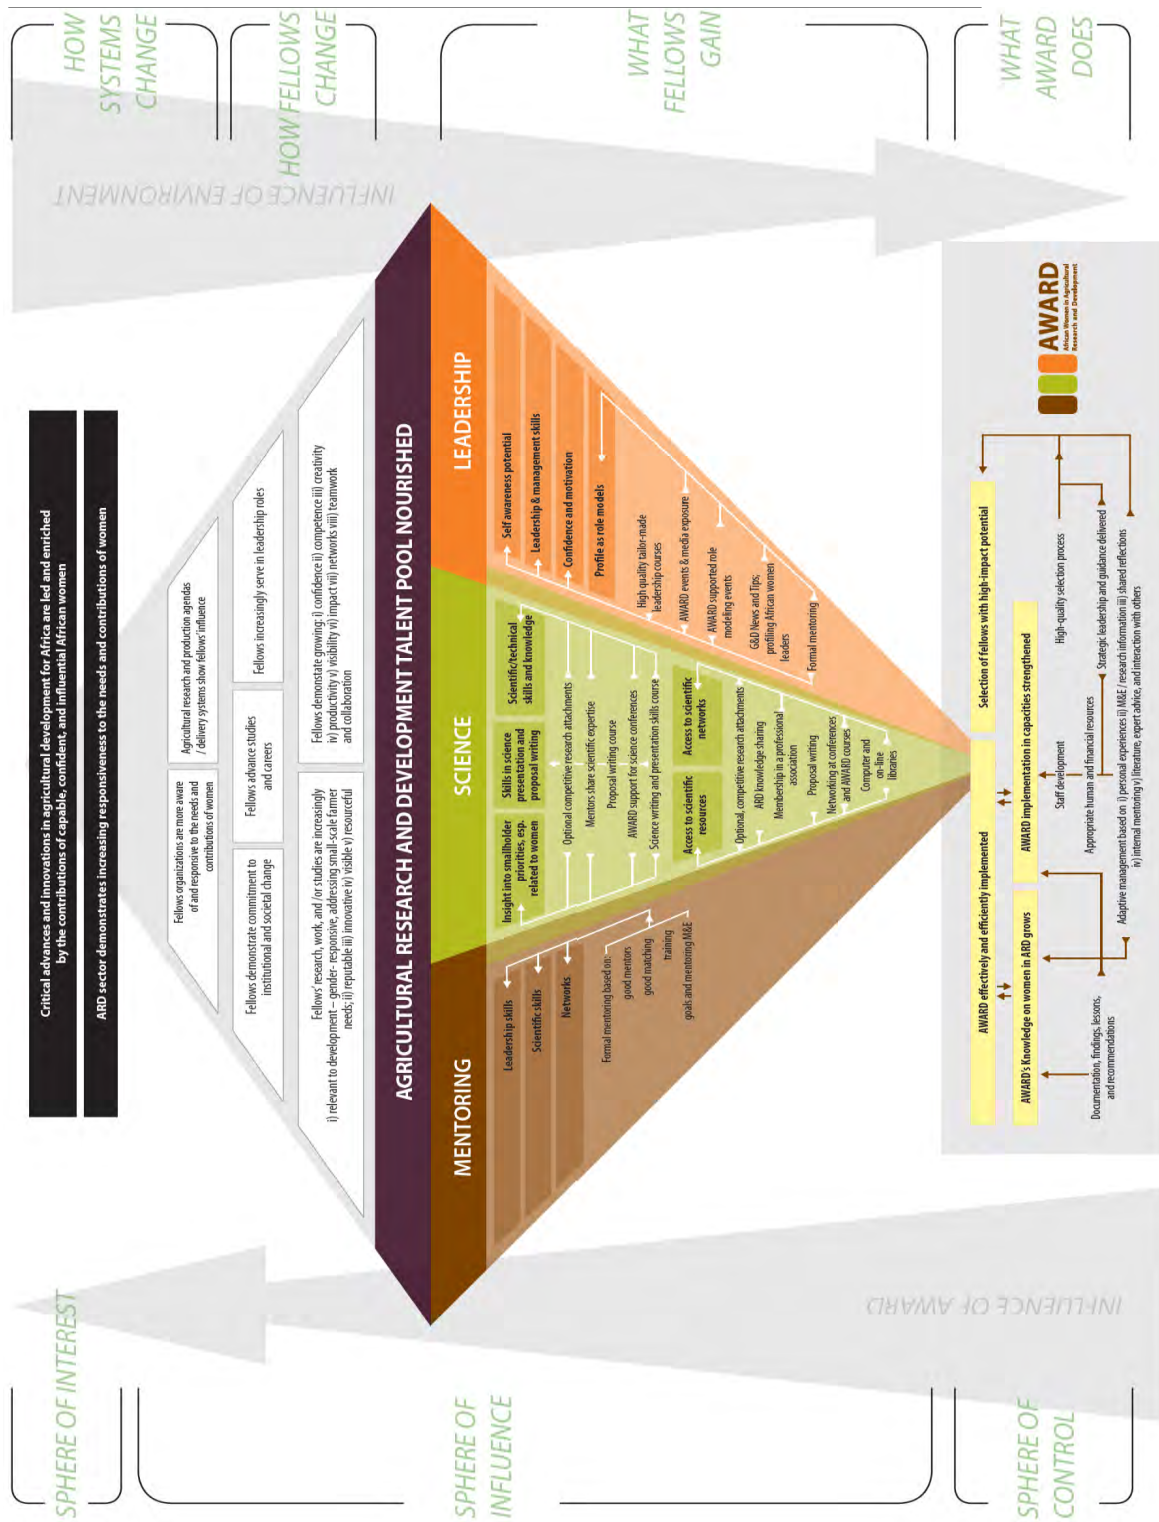 HOW
SYSTEMS
CHANGE
HOW FELLOWS
CHANGE
WHAT
FELLOWS
GAIN
WHAT
AWARD
DOES
INFLUENCE OF ENVIRONMENT
Critical advances and innovations in agricultural development for Africa are led and enriched
by the contributions of capable, confident, and influential African women
ARD sector demonstrates increasing responsiveness to the needs and contributions of women
Fellows organizations are more aware
of and responsive to the needs and
contributions of women
Agricultural research and production agendas
/ delivery systems show fellows' influence
Fellows demonstrate commitment to
institutional and societal change
Fellows advance studies
and careers
Fellows increasingly serve in leadership roles
Fellows' research, work, and /or studies are increasingly
i) relevant to development – gender- responsive, addressing small-scale farmer
needs; ii) reputable iii) innovative iv) visible v) resourceful
Fellows demonstate growing: i) confidence ii) competence iii) creativity
iv) productivity v) visibility vi) impact vii) networks viii) teamwork
and collaboration
AGRICULTURAL RESEARCH AND DEVELOPMENT TALENT POOL NOURISHED
MENTORING
SCIENCE
LEADERSHIP
Leadership skills
Scientific skills
Networks
Formal mentoring based on:
good mentors
good matching
training
goals and mentoring M&E
Insight into smallholder
priorities, esp.
related to women
Skills in science
presentation and
proposal writing
Scientific/technical
skills and knowledge
Optional competitive research attachments
Mentors share scientific expertise
Proposal writing course
AWARD support for science conferences
Science writing and presentation skills course
Access to scientific
resources
Access to scientific
networks
Optional, competitive research attachments
ARD knowledge sharing
Membership in a professional
association
Proposal writing
Networking at conferences
and AWARD courses
Computer and
on-line
libraries
Self awareness potential
Leadership & management skills
Confidence and motivation
Profile as role models
High quality tailor-made
leadership courses
AWARD events & media exposure
AWARD supported role
modeling events
G&D News and Tips;
profiling African women
leaders
Formal mentoring
AWARD effectively and efficiently implemented
Selection of fellows with high-impact potential
AWARD's Knowledge on women in ARD grows
AWARD implementation in capacities strengthened
Staff development
High-quality selection process
Appropriate human and financial resources
Documentation, findings, lessons,
and recommendations
Strategic leadership and guidance delivered
Adaptive management based on i) personal experiences ii) M&E / research information iii) shared reflections
iv) internal mentoring v) literature, expert advice, and interaction with others
AWARD
African Women in Agricultural
Research and Development
INFLUENCE OF AWARD
SPHERE OF INTEREST
SPHERE OF
INFLUENCE
SPHERE OF
CONTROL